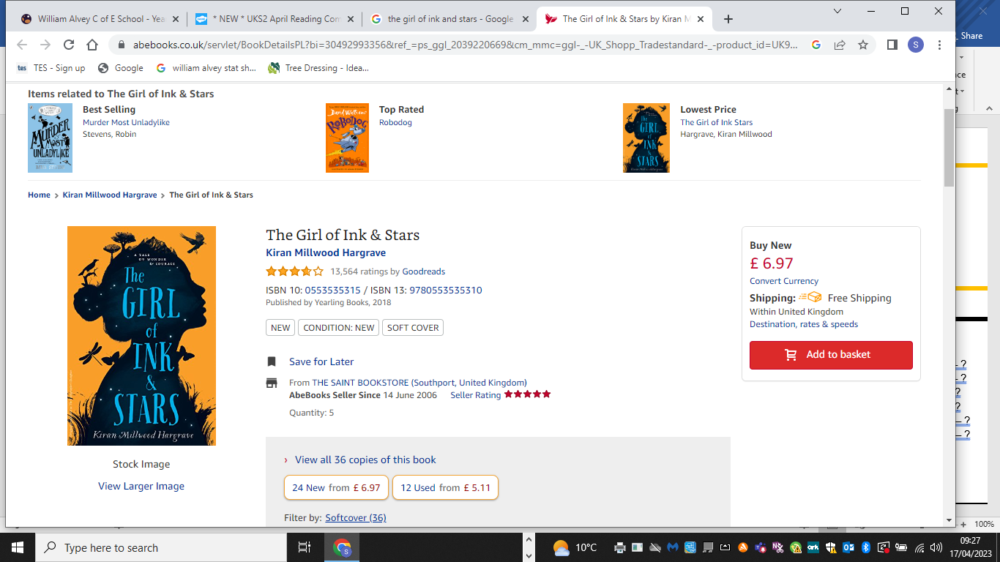 William Alvey C of E School - Yea
* NEW * UKS2 April Reading Com
the girl of ink and stars - Google
The Girl of Ink & Stars by Kiran M
Share
abebooks.co.uk/servlet/BookDetailsPL?bi=30492993356&ref_=ps_ggl_2039220669&cm_mmc=ggl-_-UK_Shopp_Tradestandard-_-product_id=UK9...
S
tes TES - Sign up
Google
william alvey stat sh...
Tree Dressing - Idea...
Items related to The Girl of Ink & Stars
Best Selling
Murder Most Unladylike
Stevens, Robin
Top Rated
Robodog
Lowest Price
The Girl of Ink Stars
Hargrave, Kiran Millwood
MURDER
MOST
UNLADYLIKE
David Walliams
ROBODOG
THE
GIRL
OF
INK
&
STARS
Home > Kiran Millwood Hargrave > The Girl of Ink & Stars
A TALE
OF WONDER
& COURAGE
The
GIRL
of
INK
&
STARS
Kiran Millwood Hargrave
Stock Image
View Larger Image
The Girl of Ink & Stars
Kiran Millwood Hargrave
13,564 ratings by Goodreads
ISBN 10: 0553535315 / ISBN 13: 9780553535310
Published by Yearling Books, 2018
NEW CONDITION: NEW SOFT COVER
Save for Later
From THE SAINT BOOKSTORE (Southport, United Kingdom)
AbeBooks Seller Since 14 June 2006 Seller Rating
Quantity: 5
› View all 36 copies of this book
24 New from £ 6.97 12 Used from £ 5.11
Filter by: Softcover (36)
Buy New
£ 6.97
Convert Currency
Shipping: Free Shipping
Within United Kingdom
Destination, rates & speeds
Add to basket
?
?
?
?
?
?
100%
Type here to search
S
10°C
09:27
17/04/2023